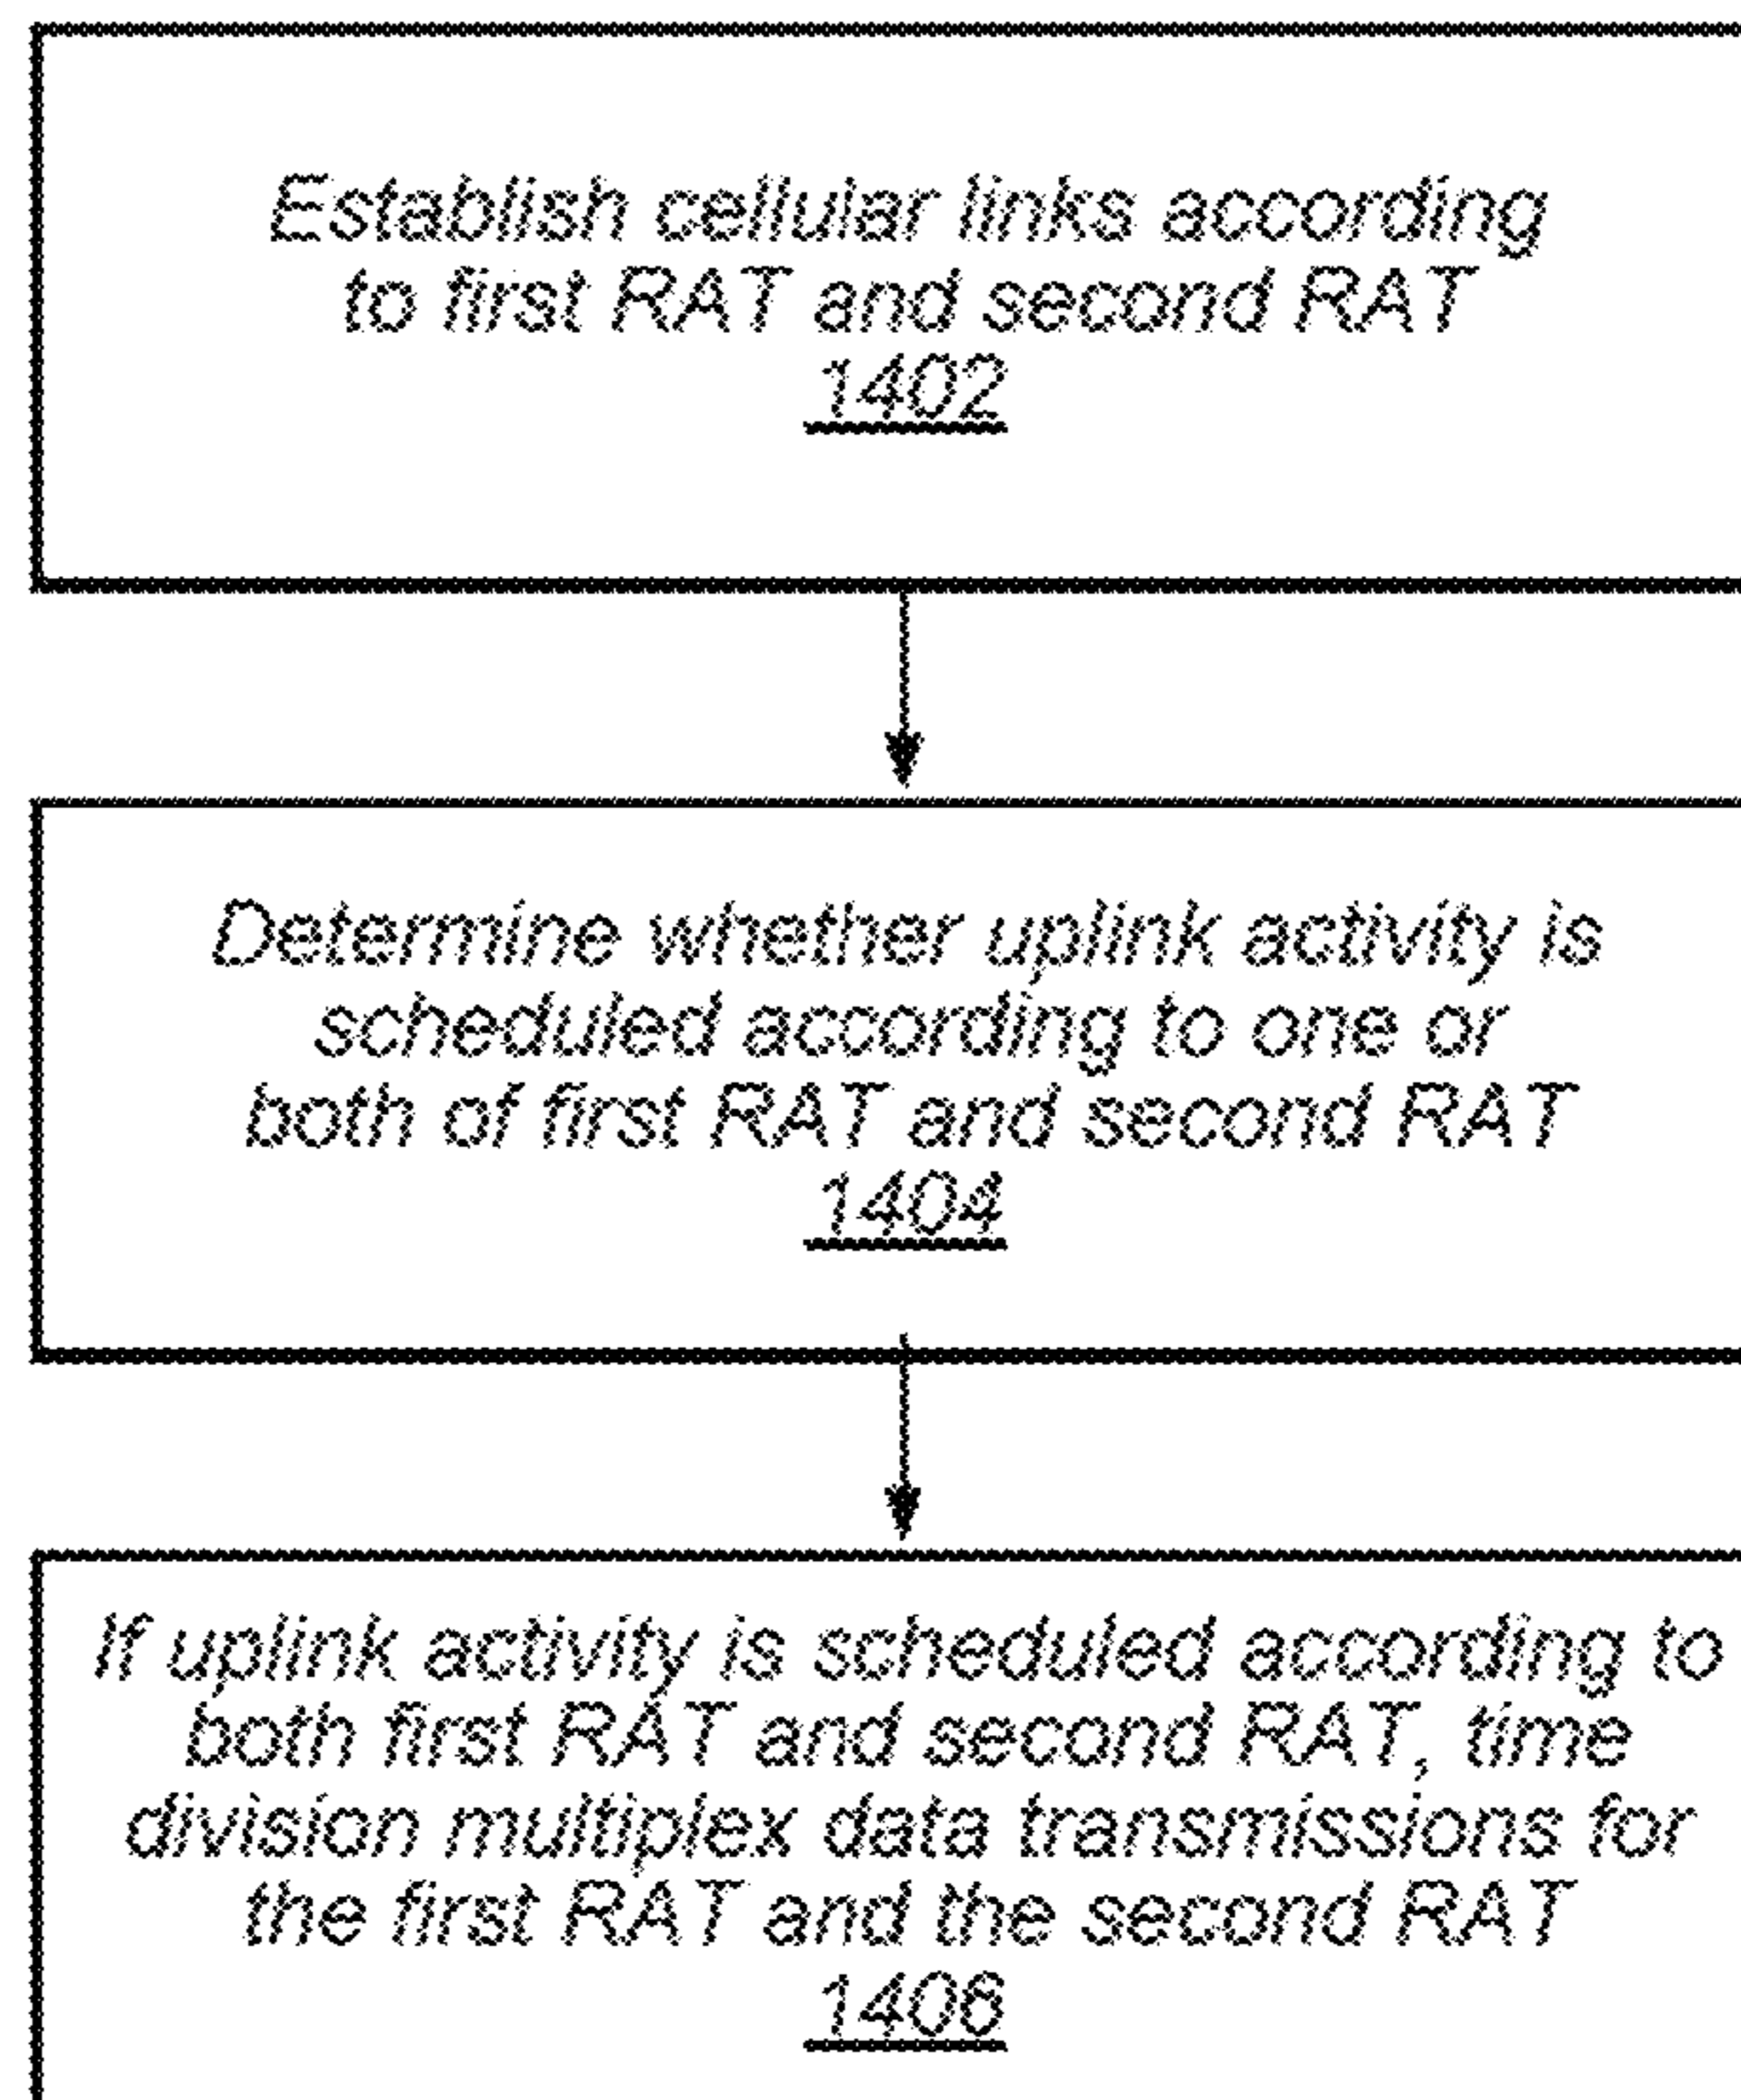 Establish cellular links according
to first RAT and second RAT
1402
Determine whether uplink activity is
scheduled according to one or
both of first RAT and second RAT
1404
If uplink activity is scheduled according to
both first RAT and second RAT, time
division multiplex data transmissions for
the first RAT and the second RAT
1406